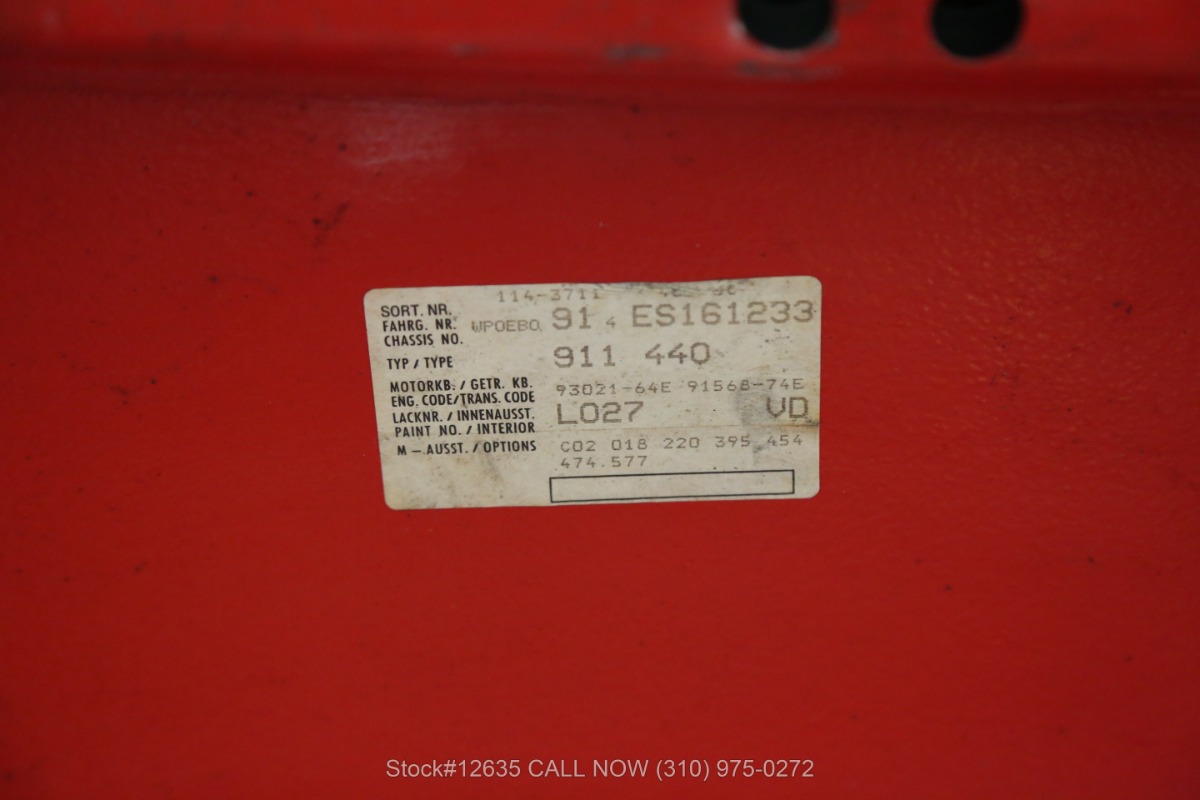 114-3711
SORT. NR.
FAHRG. NR. WPOEBO 91 4 ES161233
CHASSIS NO.
TYP / TYPE 911 440
MOTORKB. / GETR. KB. 93021-64E 91568-74E
ENG. CODE/TRANS. CODE
LACKNR. / INNENAUSST. L027 VD
PAINT NO. / INTERIOR
M – AUSST. / OPTIONS C02 018 220 395 454
474.577
Stock#12635 CALL NOW (310) 975-0272